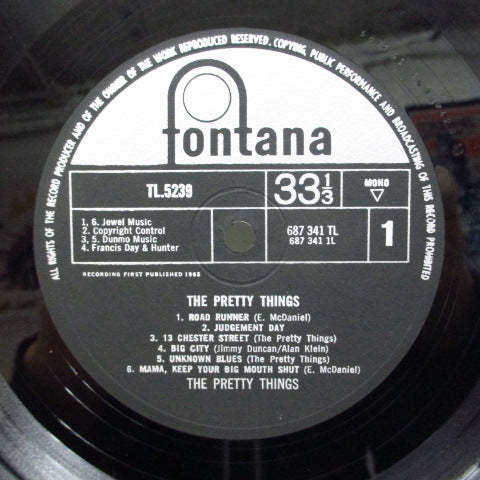 ALL RIGHTS OF THE RECORD PRODUCER AND OF THE OWNER OF THE WORK REPRODUCED RESERVED. COPYING, PUBLIC PERFORMANCE AND BROADCASTING OF THIS RECORD PROHIBITED
fontana
TL.5239
33 1/3
MONO
1. 6. Jewel Music
2. Copyright Control
3. 5. Dunmo Music
4. Francis Day & Hunter
687 341 TL
687 341 1L
1
RECORDING FIRST PUBLISHED 1965
THE PRETTY THINGS
1. ROAD RUNNER (E. McDaniel)
2. JUDGEMENT DAY
3. 13 CHESTER STREET (The Pretty Things)
4. BIG CITY (Jimmy Duncan/Alan Klein)
5. UNKNOWN BLUES (The Pretty Things)
6. MAMA, KEEP YOUR BIG MOUTH SHUT (E. McDaniel)
THE PRETTY THINGS